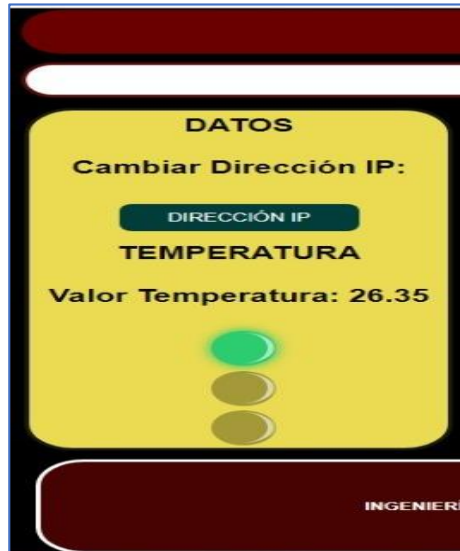 DATOS
Cambiar Dirección IP:
DIRECCIÓN IP
TEMPERATURA
Valor Temperatura: 26.35